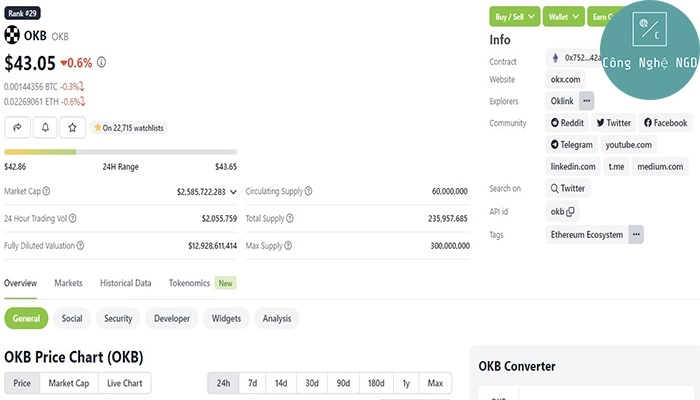 Rank #29
OKB OKB
$43.05 ▼0.6%
0.00144356 BTC -0.3%
0.02269061 ETH -0.6%
On 22,715 watchlists
$42.86 24H Range $43.65
Market Cap $2,585,722,283
24 Hour Trading Vol $2,055,759
Fully Diluted Valuation $12,928,611,414
Circulating Supply 60,000,000
Total Supply 235,957,685
Max Supply 300,000,000
Overview Markets Historical Data Tokenomics New
General Social Security Developer Widgets Analysis
OKB Price Chart (OKB)
Price Market Cap Live Chart 24h 7d 14d 30d 90d 180d 1y Max
Buy / Sell Wallet Earn
Info
Contract 0x752...42a
Website okx.com
Explorers Oklink
Community Reddit Twitter Facebook
Telegram youtube.com
linkedin.com t.me medium.com
Search on Twitter
API id okb
Tags Ethereum Ecosystem
OKB Converter
Công Nghệ NGD